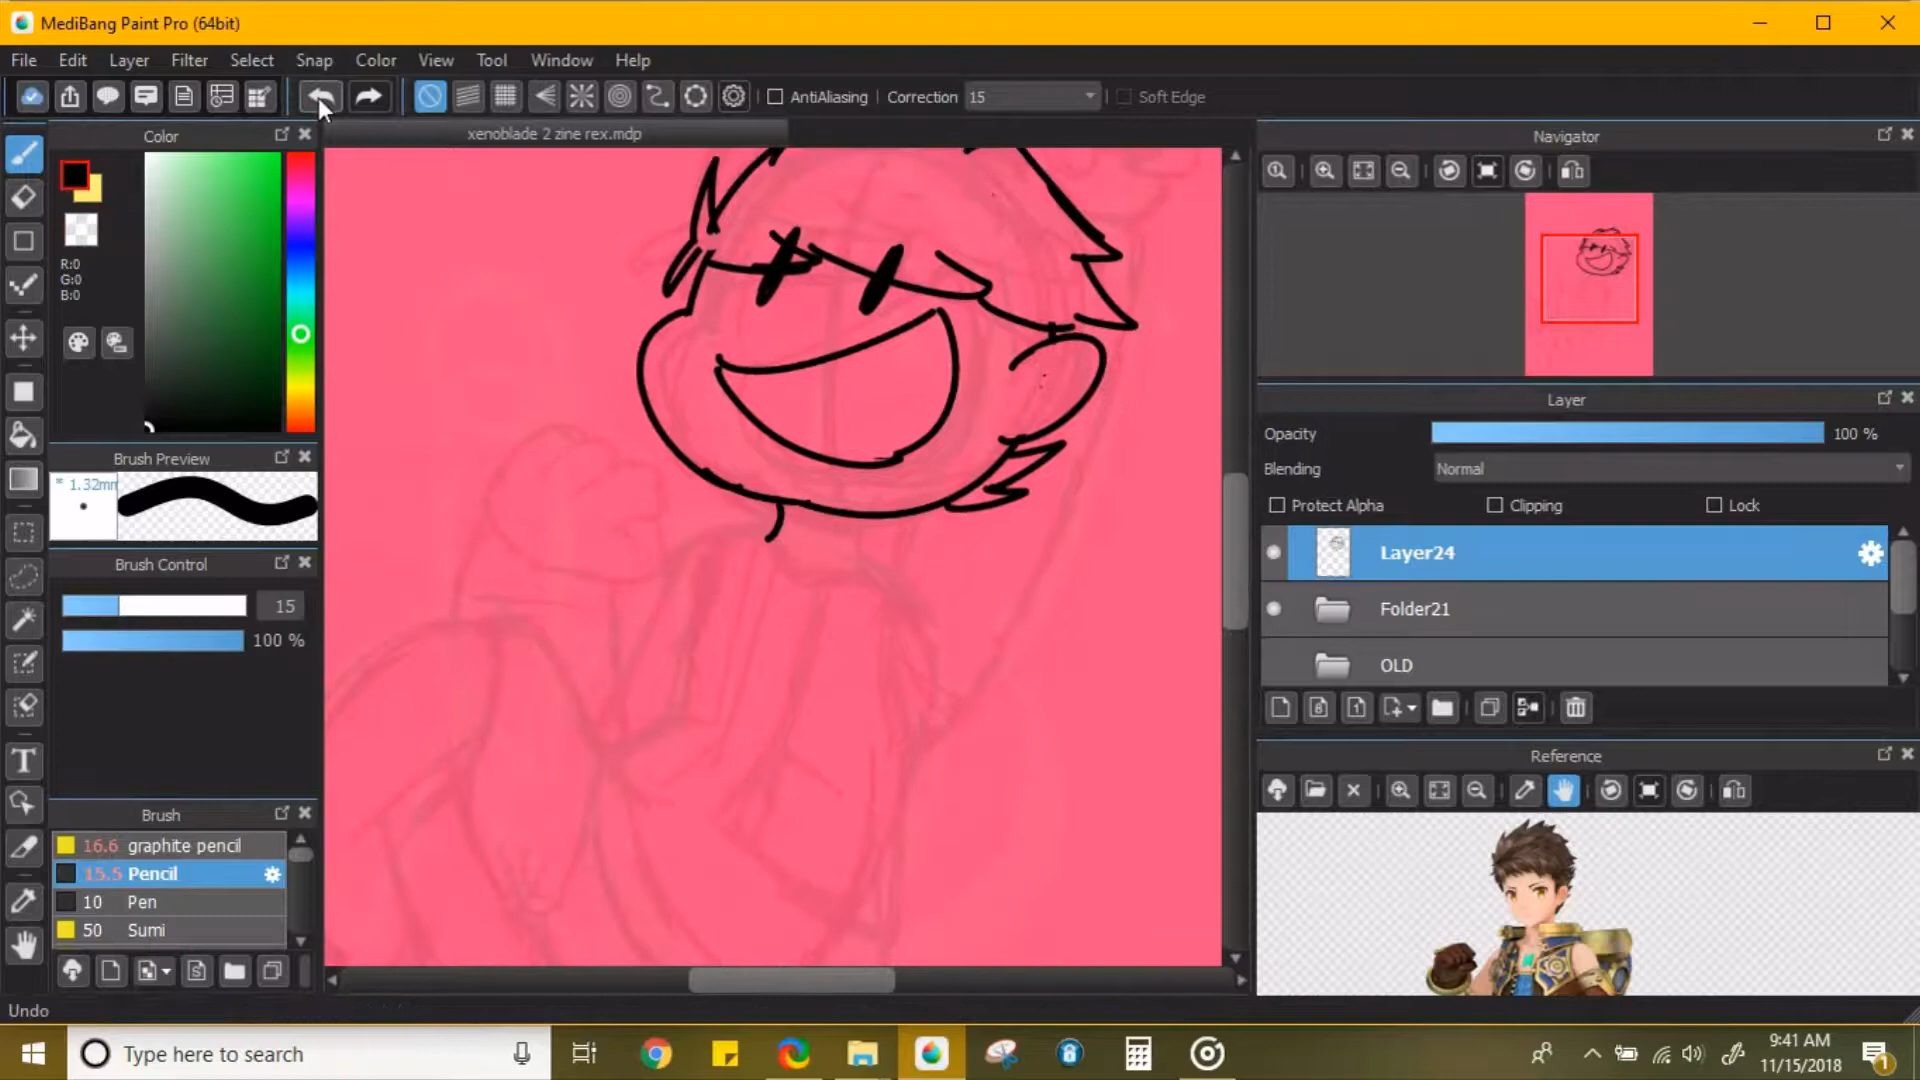 MediBang Paint Pro (64bit)
File Edit Layer Filter Select Snap Color View Tool Window Help
AntiAliasing Correction 15 Soft Edge
Color
xenoblade 2 zine rex.mdp
Navigator
R:0
G:0
B:0
Layer
Opacity 100 %
Brush Preview
Blending Normal
* 1.32mm
Protect Alpha Clipping Lock
Layer24
Brush Control
15
Folder21
100 %
OLD
Reference
Brush
16.6 graphite pencil
15.5 Pencil
10 Pen
50 Sumi
Undo
Type here to search
9:41 AM
11/15/2018
1